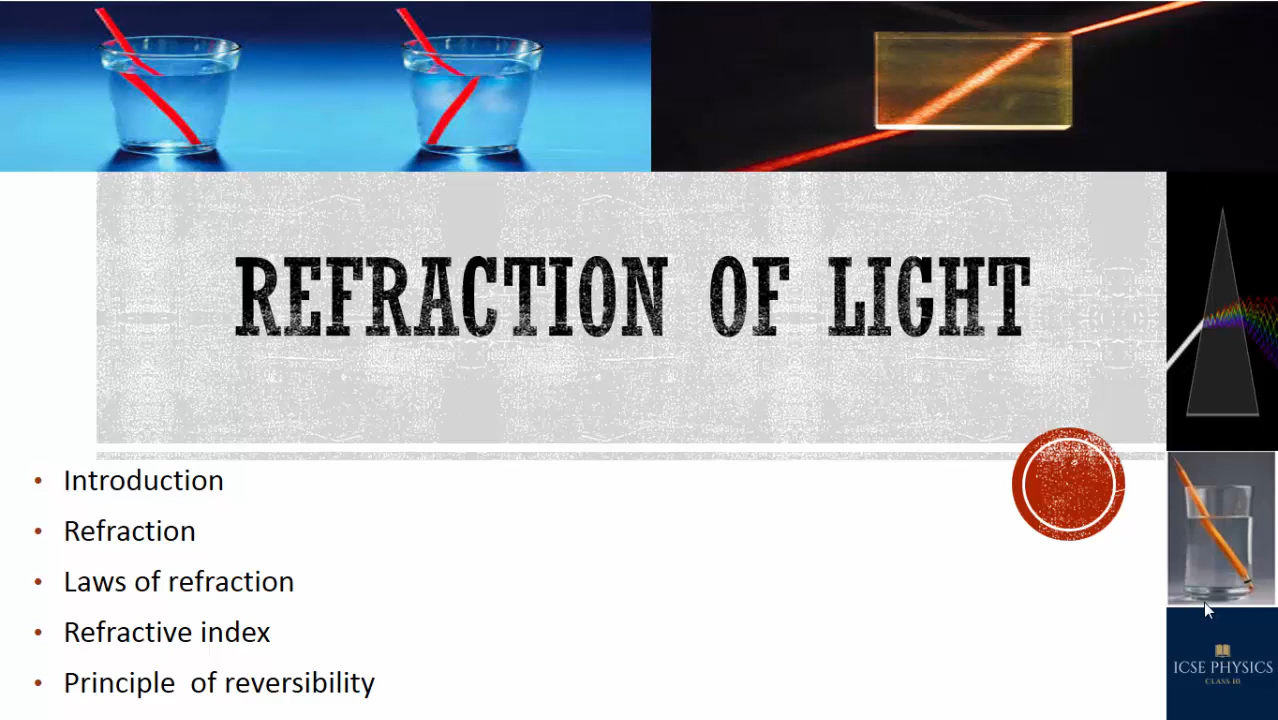 REFRACTION OF LIGHT
• Introduction
• Refraction
• Laws of refraction
• Refractive index
• Principle of reversibility
ICSE PHYSICS
CLASS 10